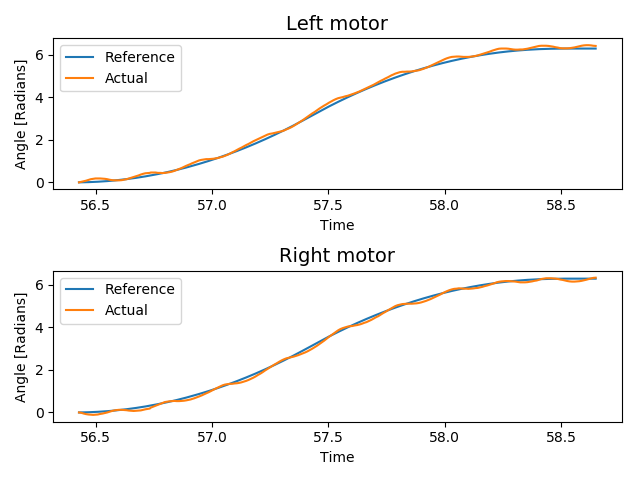 Left motor
Angle [Radians]
6
4
2
0
Reference
Actual
56.5 57.0 57.5 58.0 58.5
Time
Right motor
Angle [Radians]
6
4
2
0
Reference
Actual
56.5 57.0 57.5 58.0 58.5
Time